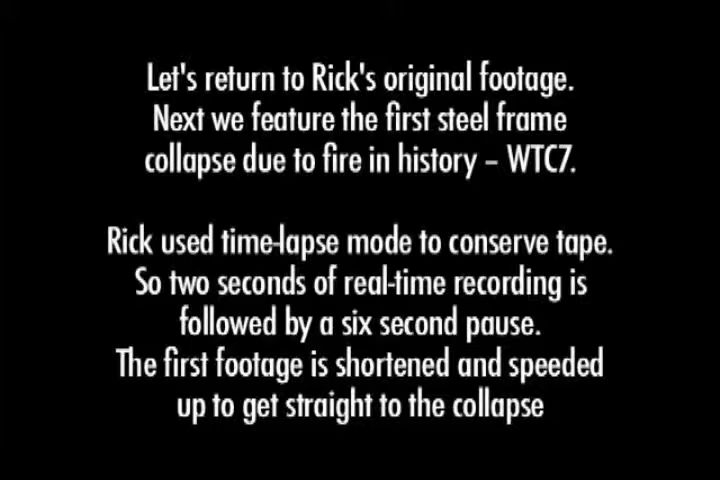 Let's return to Rick's original footage.
Next we feature the first steel frame
collapse due to fire in history – WTC7.
Rick used time-lapse mode to conserve tape.
So two seconds of real-time recording is
followed by a six second pause.
The first footage is shortened and speeded
up to get straight to the collapse